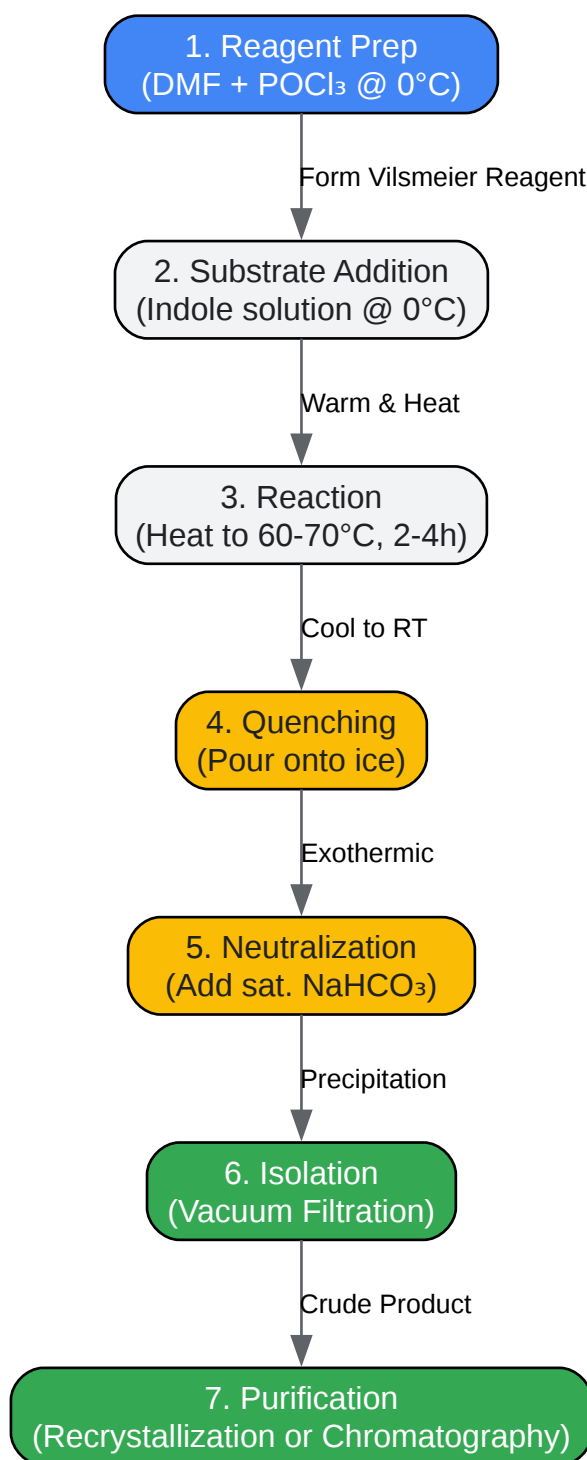 1. Reagent Prep
(DMF + POCl₃ @ 0°C)
Form Vilsmeier Reagent
2. Substrate Addition
(Indole solution @ 0°C)
Warm & Heat
3. Reaction
(Heat to 60-70°C, 2-4h)
Cool to RT
4. Quenching
(Pour onto ice)
Exothermic
5. Neutralization
(Add sat. NaHCO₃)
Precipitation
6. Isolation
(Vacuum Filtration)
Crude Product
7. Purification
(Recrystallization or Chromatography)